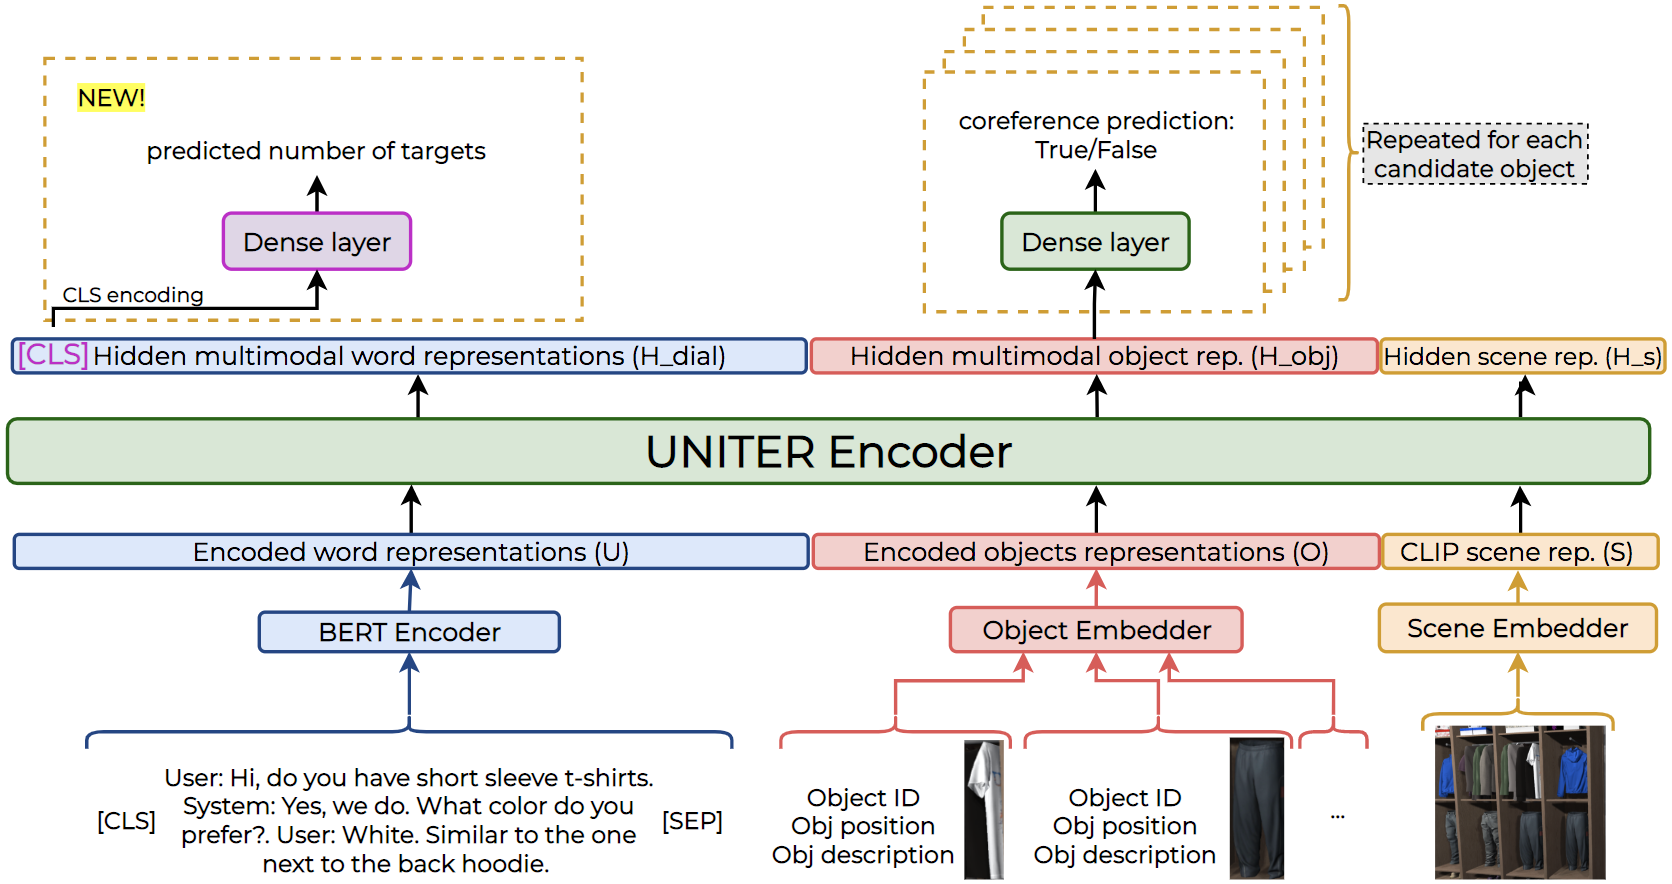 NEW!
predicted number of targets
Dense layer
CLS encoding
coreference prediction:
True/False
Dense layer
Repeated for each
candidate object
[CLS] Hidden multimodal word representations (H_dial)
Hidden multimodal object rep. (H_obj)
Hidden scene rep. (H_s)
UNITER Encoder
Encoded word representations (U)
Encoded objects representations (O)
CLIP scene rep. (S)
BERT Encoder
Object Embedder
Scene Embedder
[CLS]
User: Hi, do you have short sleeve t-shirts.
System: Yes, we do. What color do you
prefer?. User: White. Similar to the one
next to the back hoodie.
[SEP]
Object ID
Obj position
Obj description
Object ID
Obj position
Obj description
...